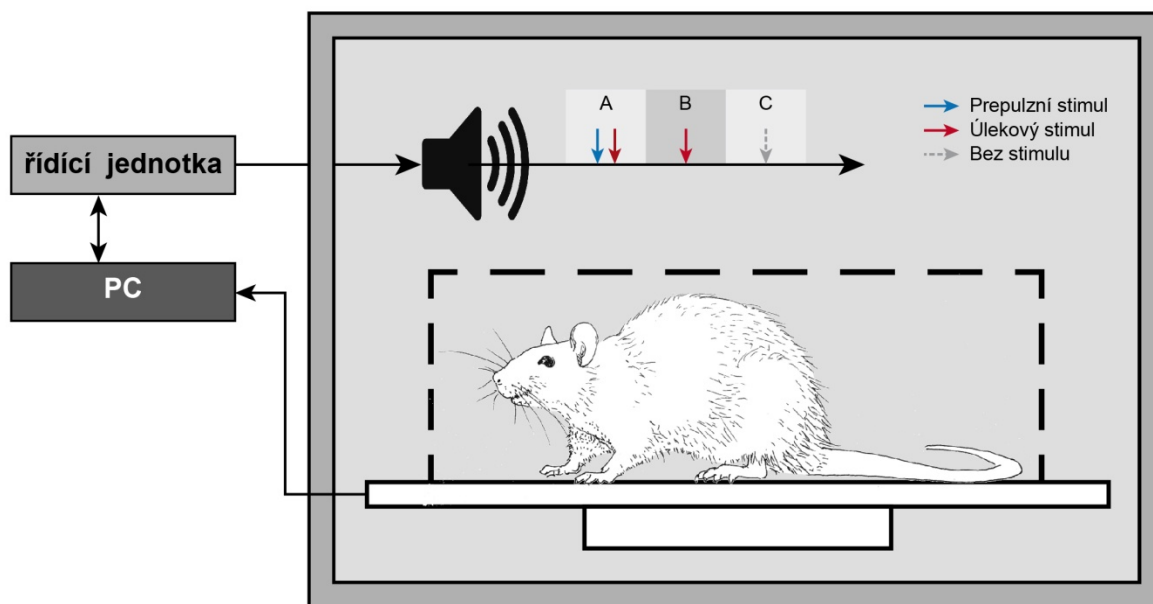 řídící jednotka
PC
A B C
Prepulzní stimul
Úlekový stimul
Bez stimulu